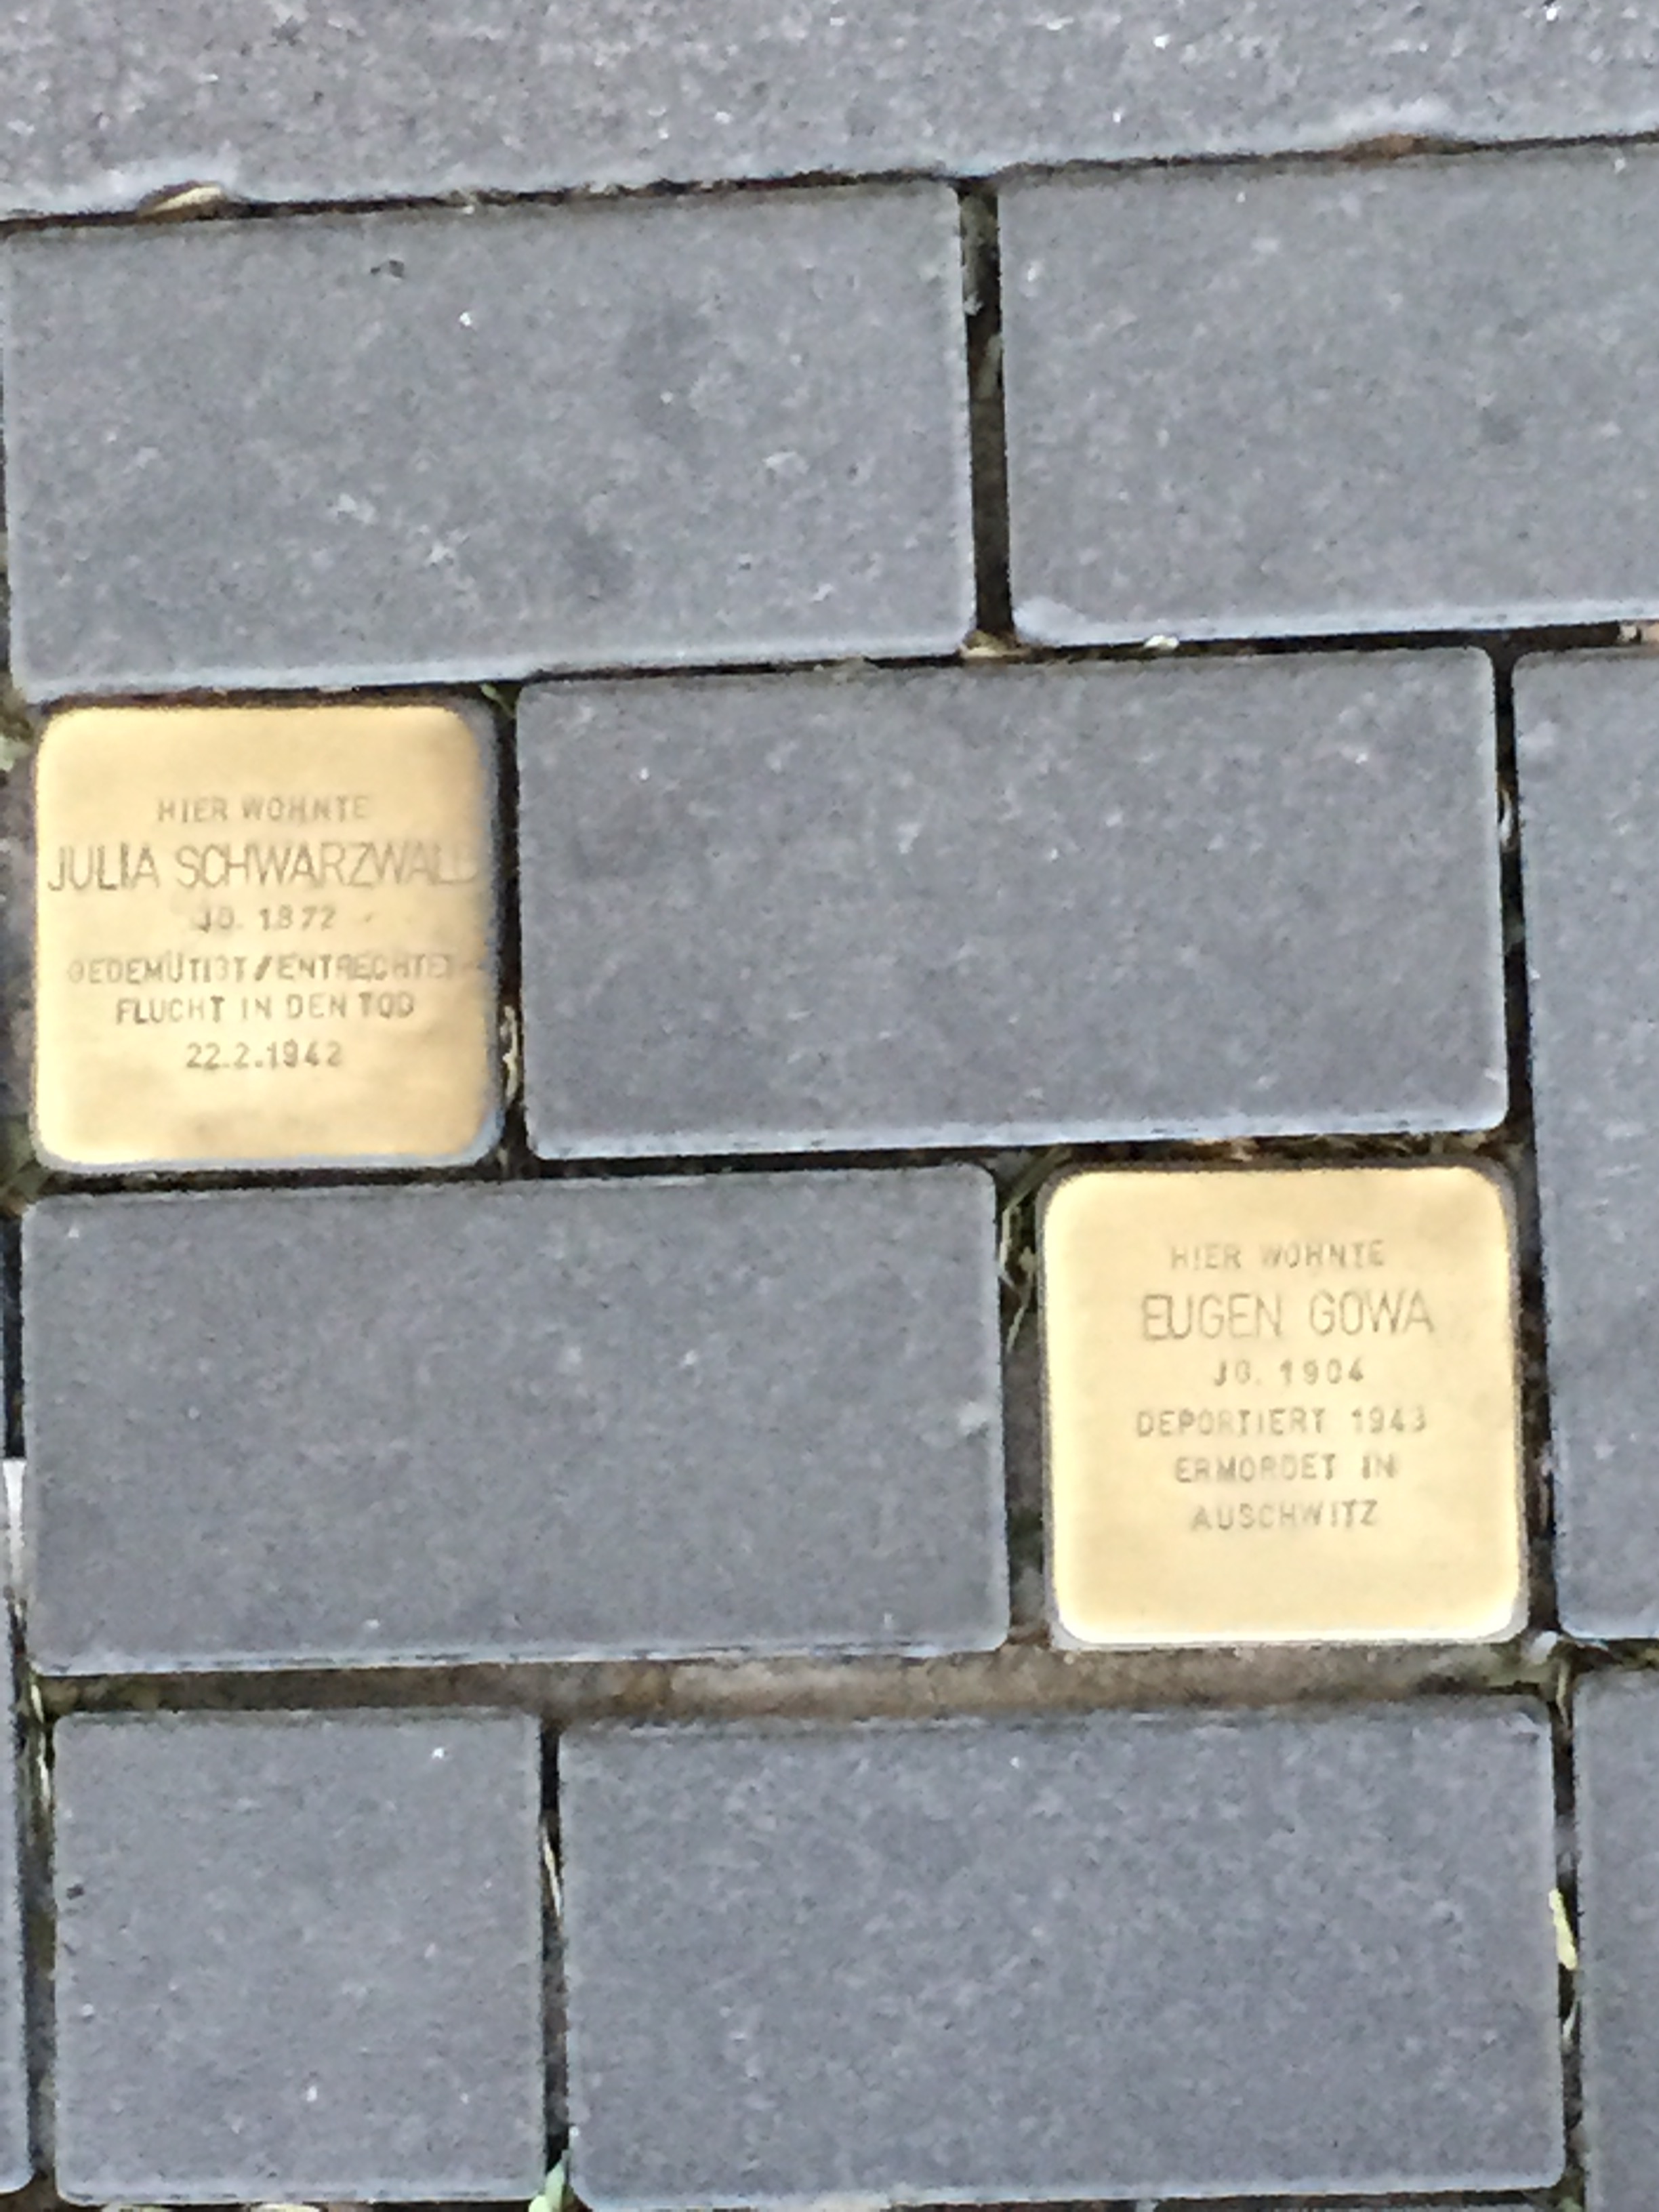 HIER WOHNTE
JULIA SCHWARZWALD
JG. 1872
GEDEMÜTIGT/ENTRECHTET
FLUCHT IN DEN TOD
22.2.1942
HIER WOHNTE
EUGEN GOWA
JG. 1904
DEPORTIERT 1943
ERMORDET IN
AUSCHWITZ